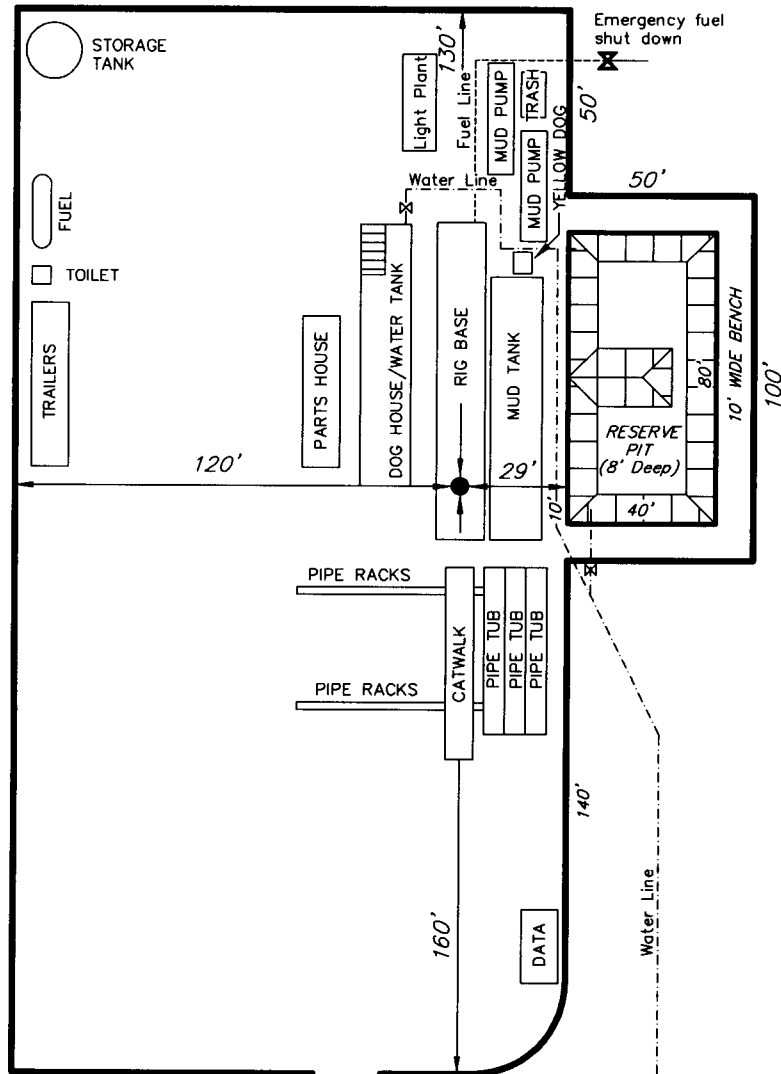 STORAGE
TANK
130'
Emergency fuel
shut down
Light Plant
Fuel Line
MUD PUMP
TRASH
50'
MUD PUMP
YELLOW DOG
Water Line
50'
FUEL
TOILET
TRAILERS
PARTS HOUSE
DOG HOUSE/WATER TANK
RIG BASE
MUD TANK
80'
10' WIDE BENCH
100'
RESERVE
PIT
(8' Deep)
120'
29'
10'
40'
PIPE RACKS
CATWALK
PIPE TUB
PIPE TUB
PIPE TUB
PIPE RACKS
140'
160'
DATA
Water Line